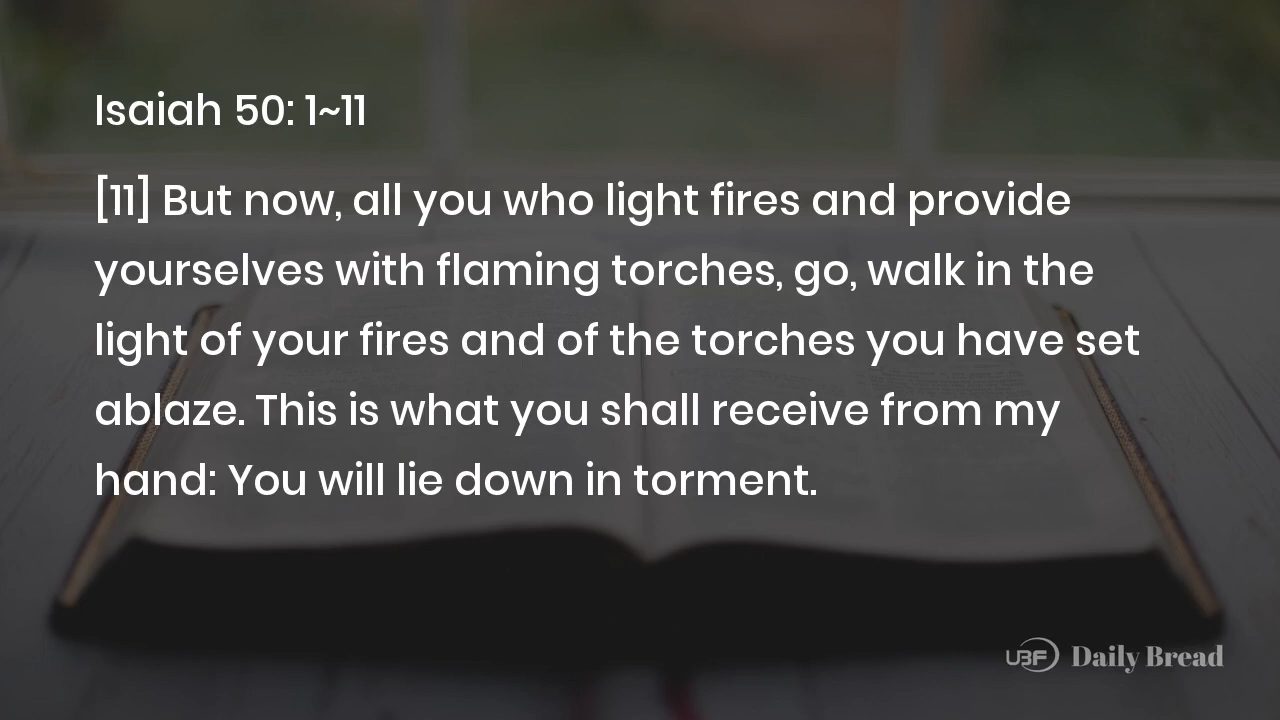 Isaiah 50: 1~11
[11] But now, all you who light fires and provide
yourselves with flaming torches, go, walk in the
light of your fires and of the torches you have set
ablaze. This is what you shall receive from my
hand: You will lie down in torment.
UBF Daily Bread